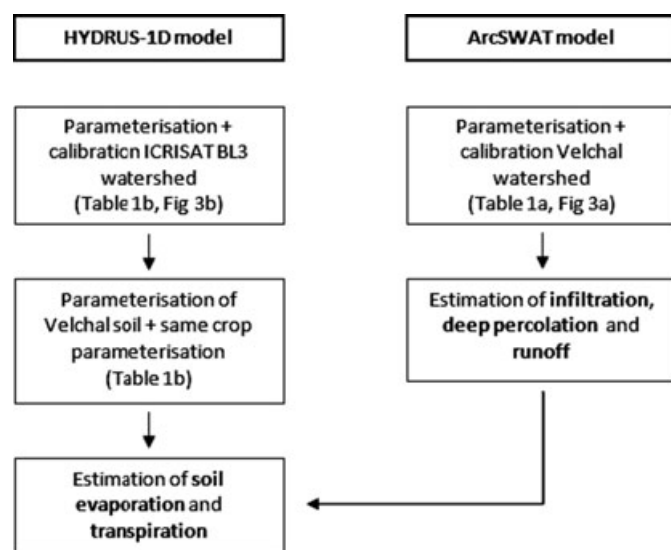 HYDRUS-1D model
Parameterisation +
calibration ICRISAT BL3
watershed
(Table 1b, Fig 3b)
Parameterisation of
Velchal soil + same crop
parameterisation
(Table 1b)
Estimation of soil
evaporation and
transpiration
ArcSWAT model
Parameterisation +
calibration Velchal
watershed
(Table 1a, Fig 3a)
Estimation of infiltration,
deep percolation and
runoff